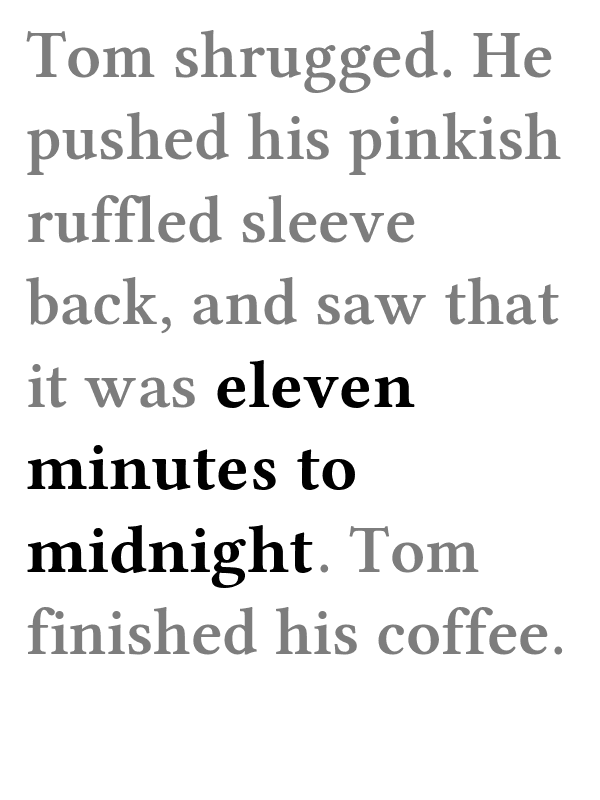 Tom shrugged. He
pushed his pinkish
ruffled sleeve
back, and saw that
it was eleven
minutes to
midnight. Tom
finished his coffee.